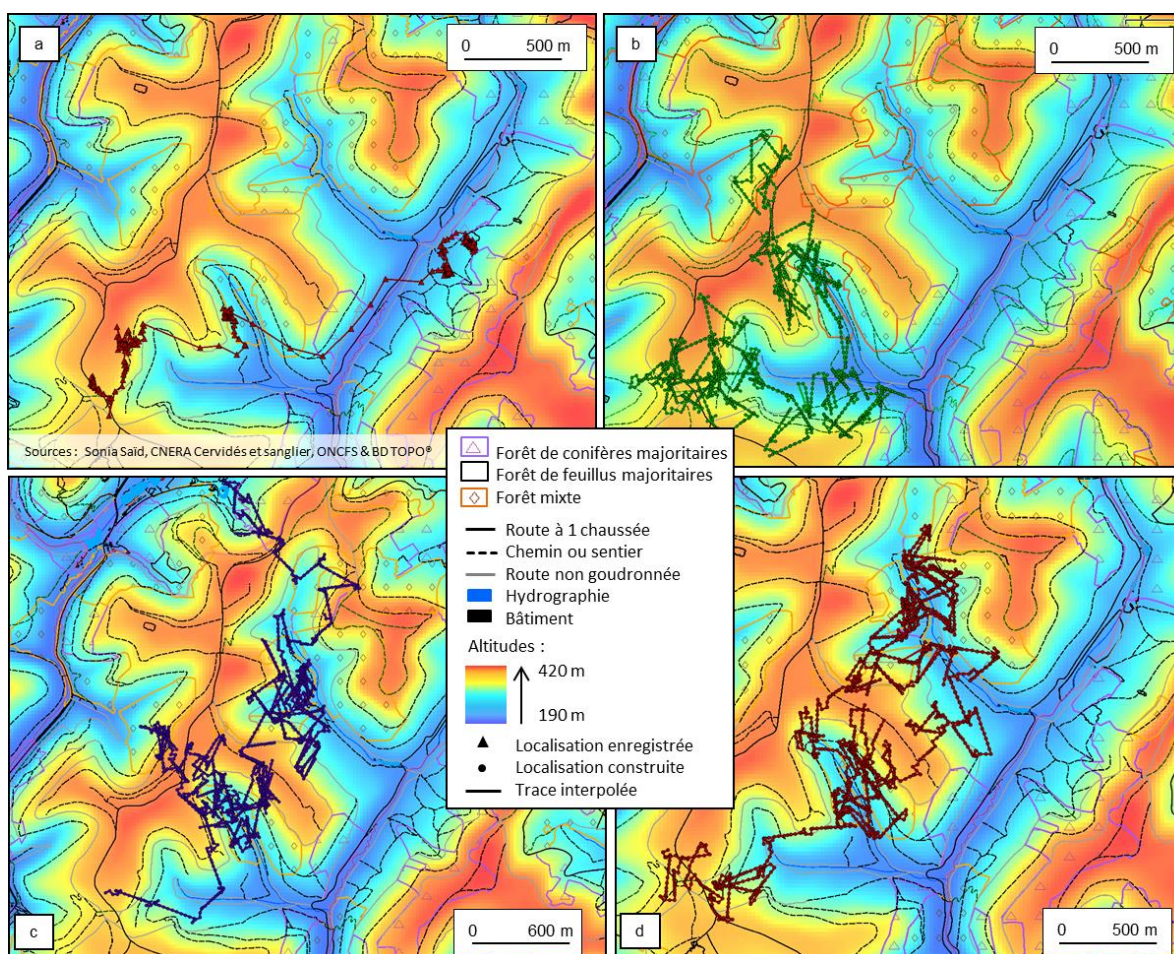 a
0 500 m
b
0 500 m
Sources : Sonia Saïd, CNERA Cervidés et sanglier, ONCFS & BD TOPO®
Forêt de conifères majoritaires
Forêt de feuillus majoritaires
Forêt mixte
Route à 1 chaussée
Chemin ou sentier
Route non goudronnée
Hydrographie
Bâtiment
Altitudes :
420 m
190 m
Localisation enregistrée
Localisation construite
Trace interpolée
c
0 600 m
d
0 500 m